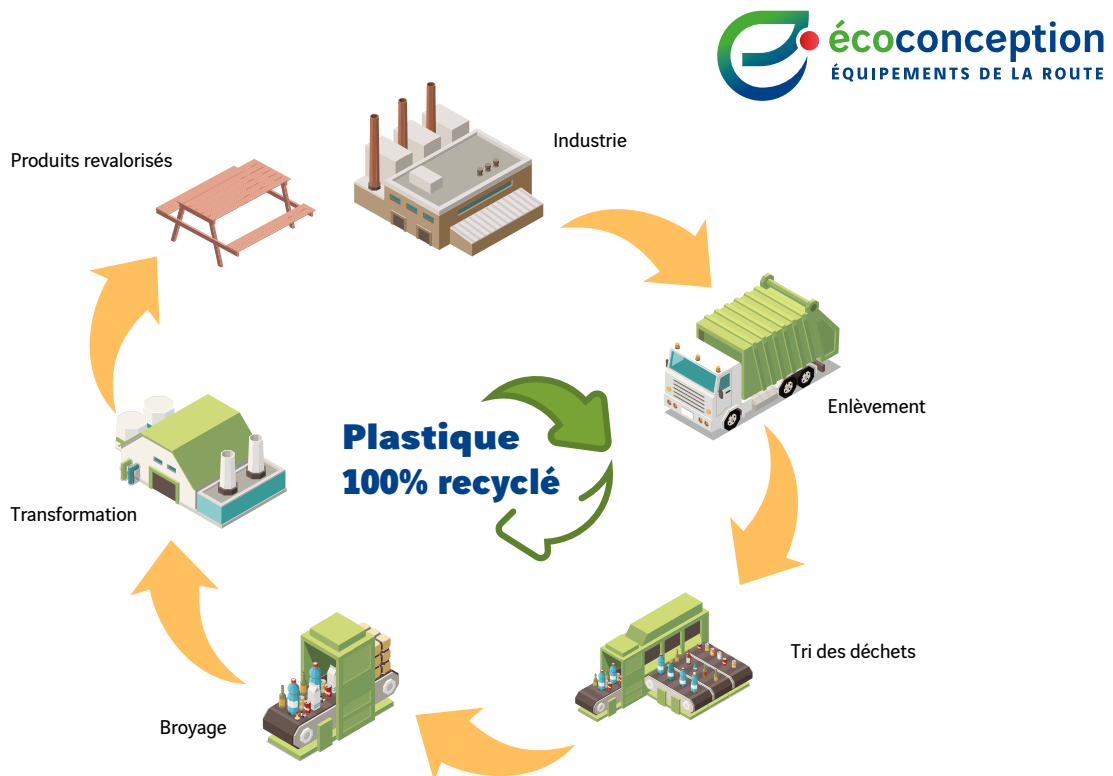 écoconception
ÉQUIPEMENTS DE LA ROUTE
Industrie
Produits revalorisés
Enlèvement
Plastique
100% recyclé
Transformation
Tri des déchets
Broyage